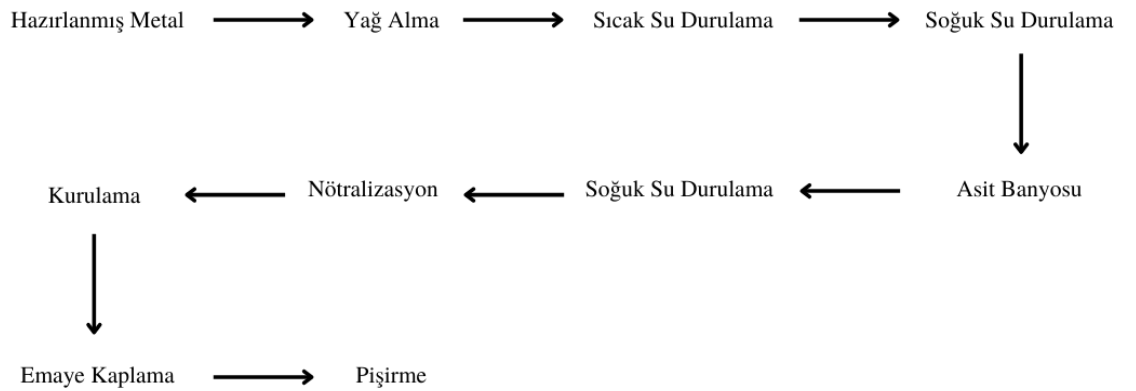 Hazırlanmış Metal
Yağ Alma
Sıcak Su Durulama
Soğuk Su Durulama
Asit Banyosu
Soğuk Su Durulama
Nötralizasyon
Kurulama
Emaye Kaplama
Pişirme